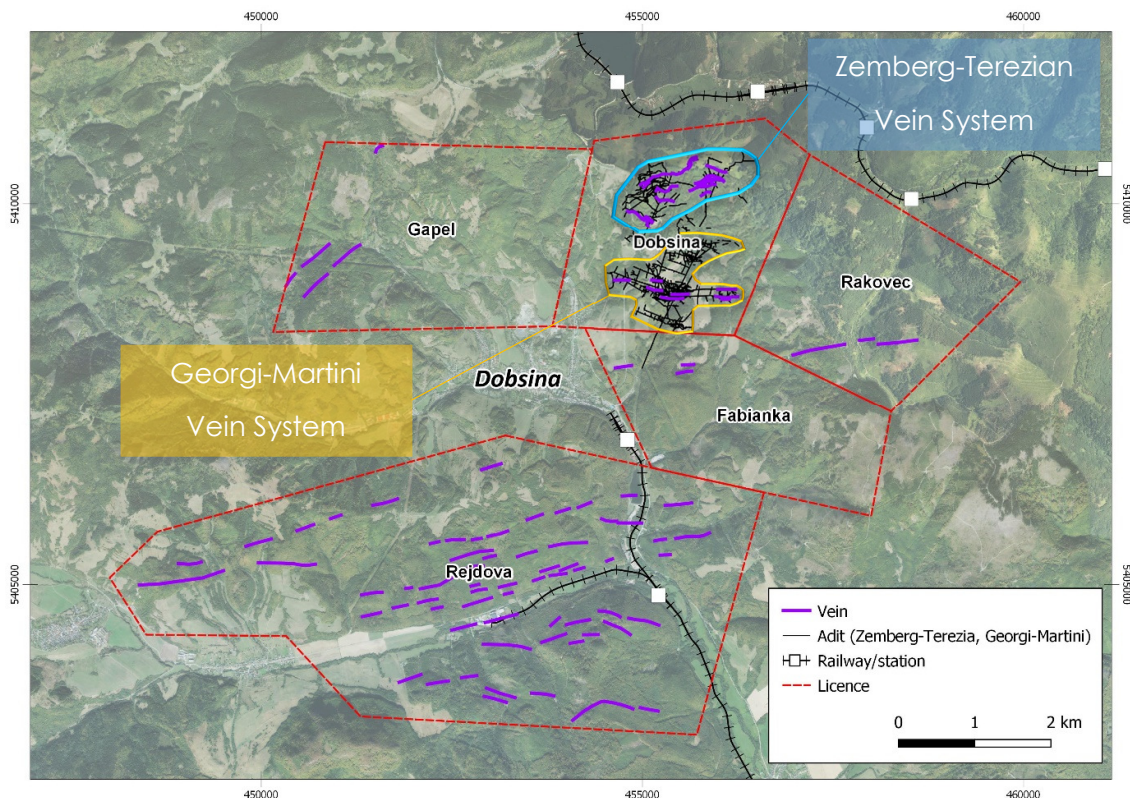 450000 455000 460000
Zemberg-Terezian
Vein System
5410000 5410000
Gapel
Dobsina
Rakovec
Georgi-Martini
Vein System
Dobsina
Fabianka
Rejdova
5405000 5405000
Vein
Adit (Zemberg-Terezia, Georgi-Martini)
Railway/station
Licence
0 1 2 km
450000 455000 460000